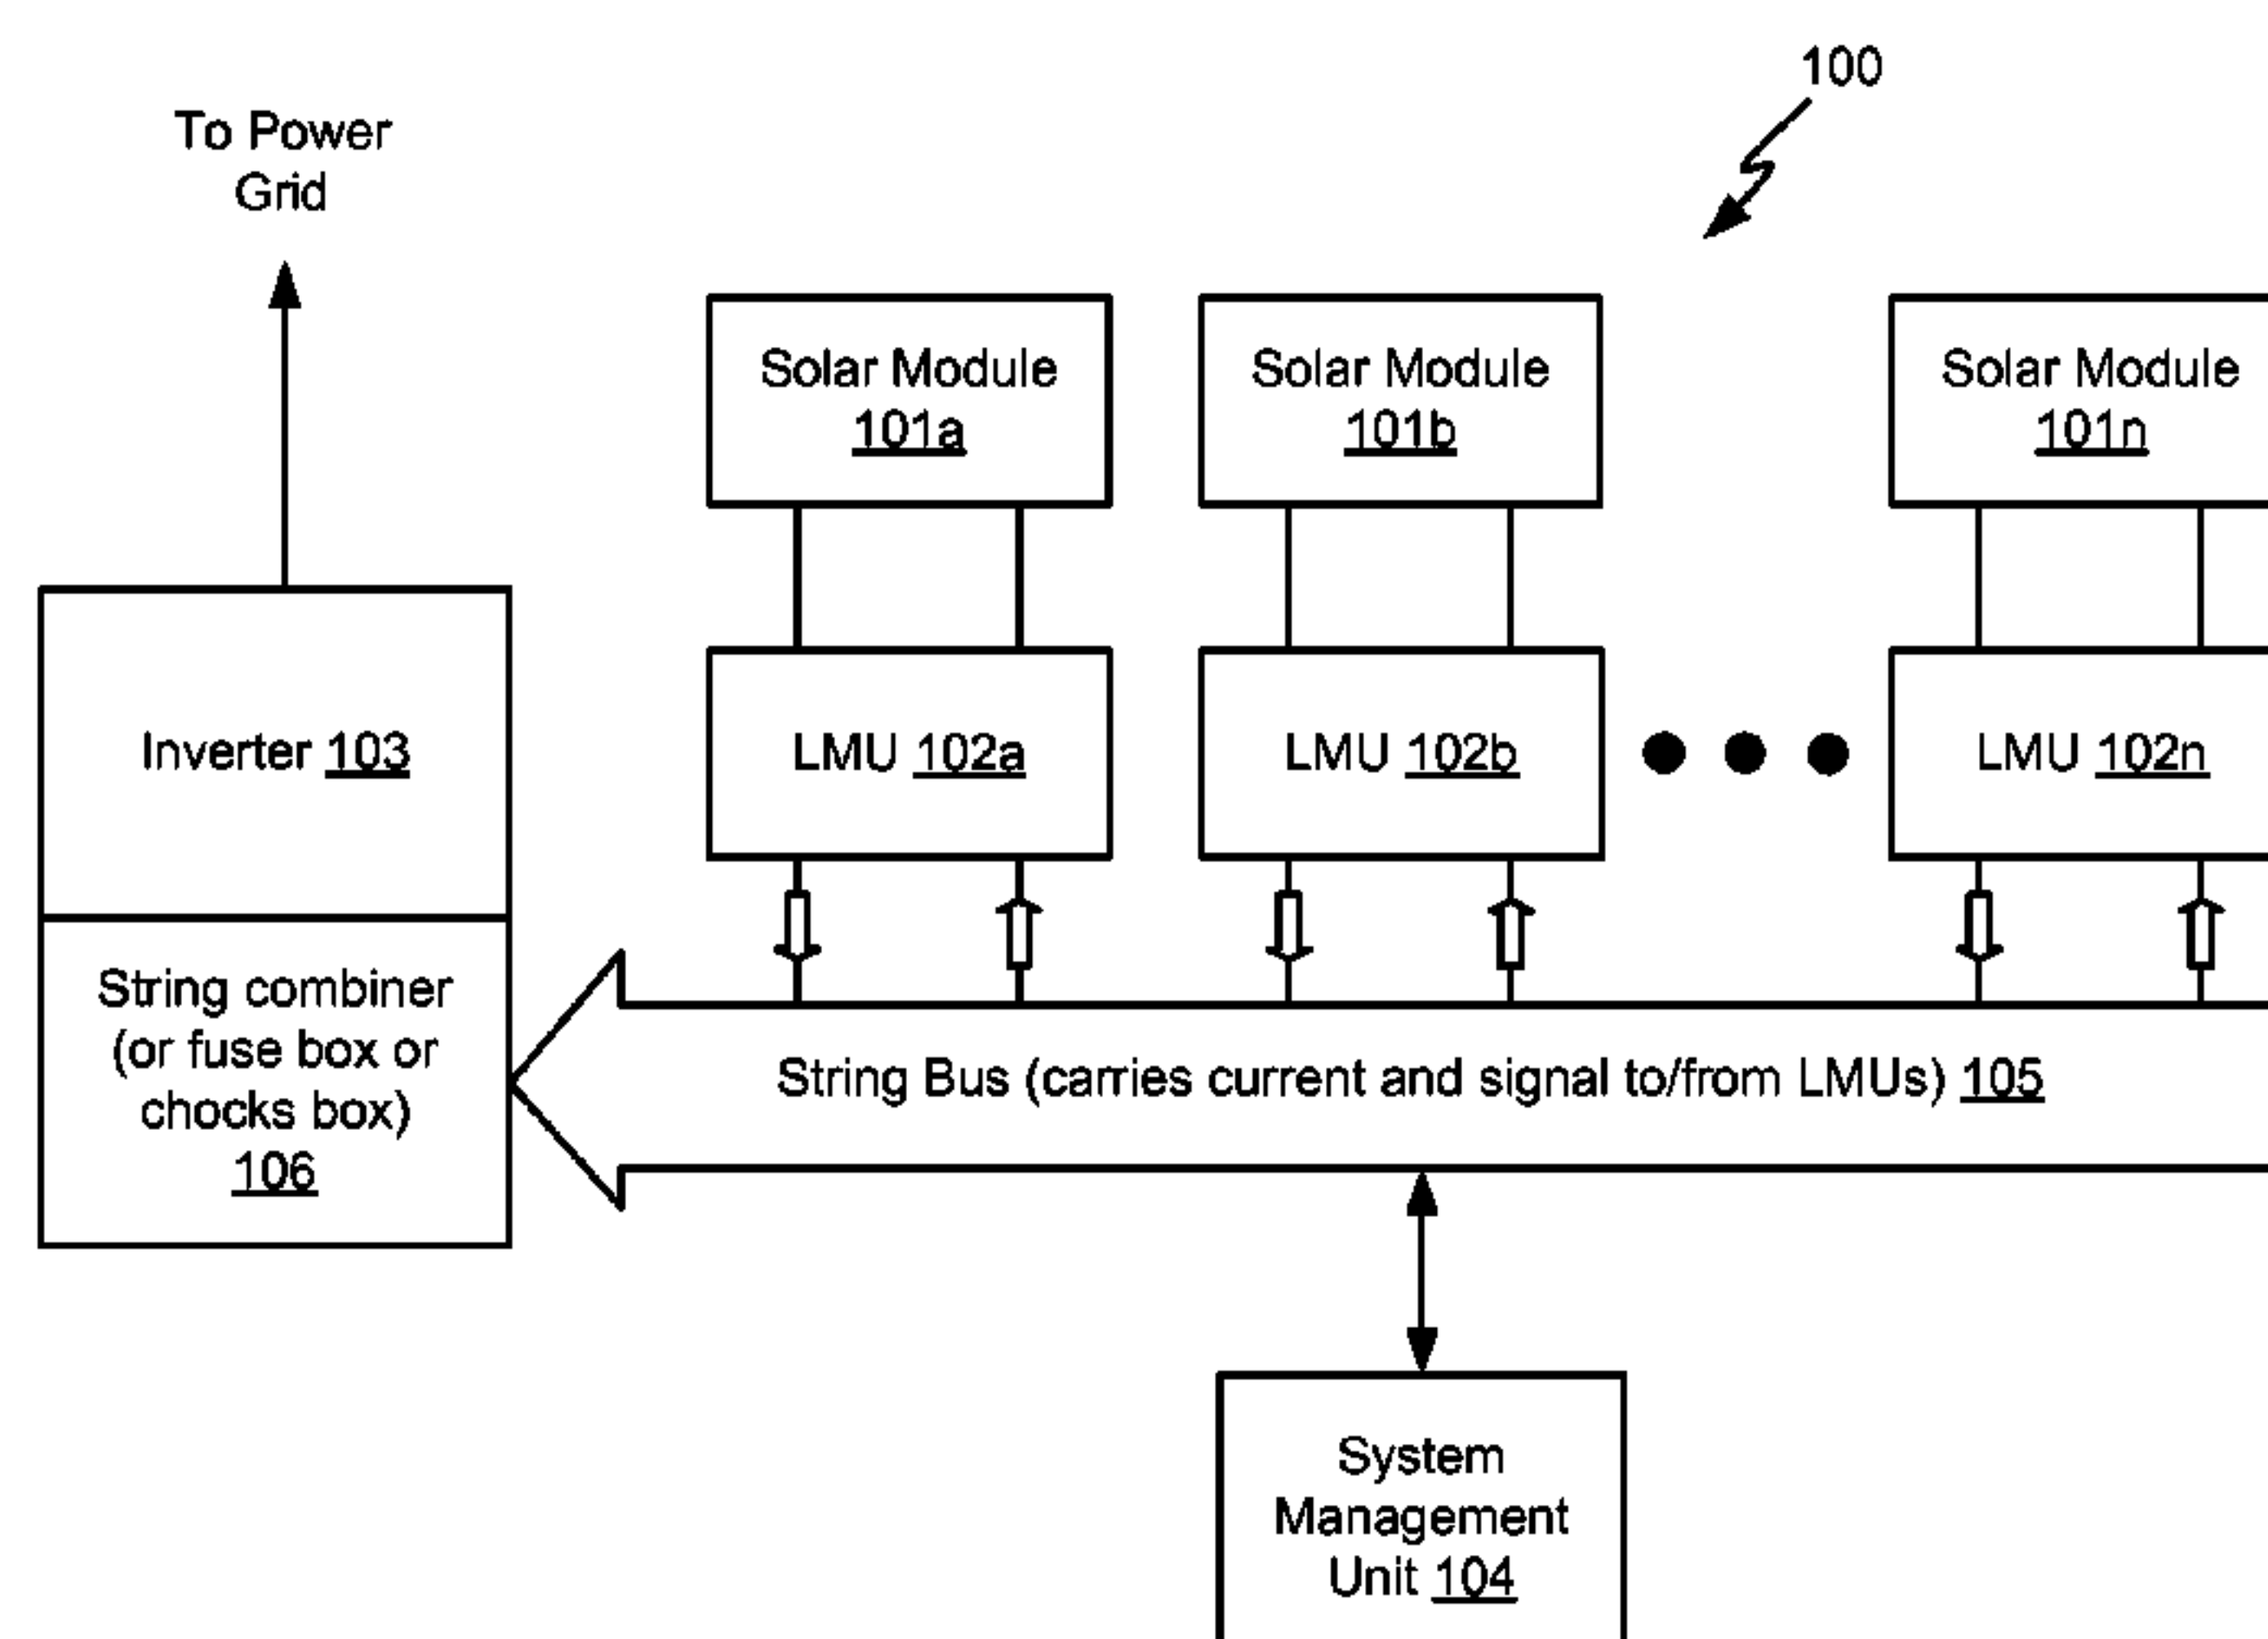 100
To Power
Grid
Solar Module
101a
Solar Module
101b
Solar Module
101n
Inverter 103
LMU 102a
LMU 102b
LMU 102n
String combiner
(or fuse box or
chocks box)
106
String Bus (carries current and signal to/from LMUs) 105
System
Management
Unit 104